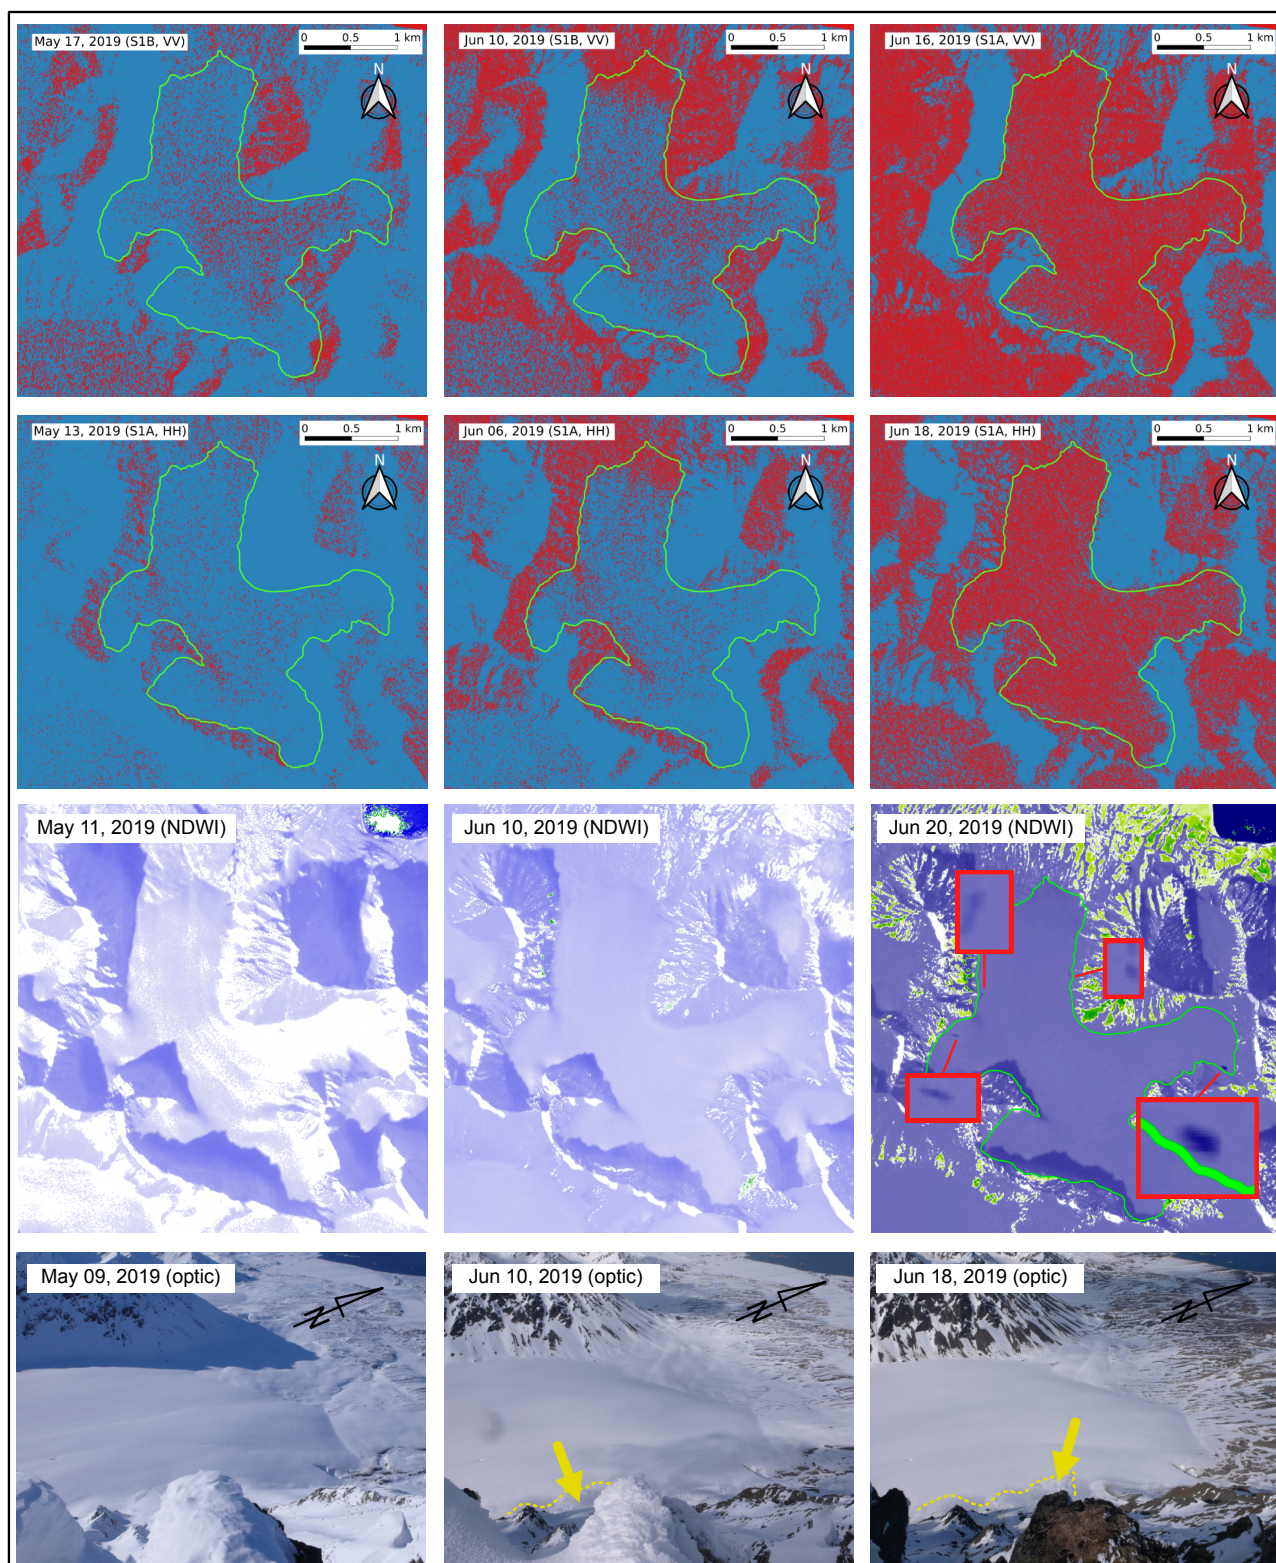 May 17, 2019 (S1B, VV)
0 0.5 1 km
N
Jun 10, 2019 (S1B, VV)
0 0.5 1 km
N
Jun 16, 2019 (S1A, VV)
0 0.5 1 km
N
May 13, 2019 (S1A, HH)
0 0.5 1 km
N
Jun 06, 2019 (S1A, HH)
0 0.5 1 km
N
Jun 18, 2019 (S1A, HH)
0 0.5 1 km
N
May 11, 2019 (NDWI)
Jun 10, 2019 (NDWI)
Jun 20, 2019 (NDWI)
May 09, 2019 (optic)
N
Jun 10, 2019 (optic)
N
Jun 18, 2019 (optic)
N